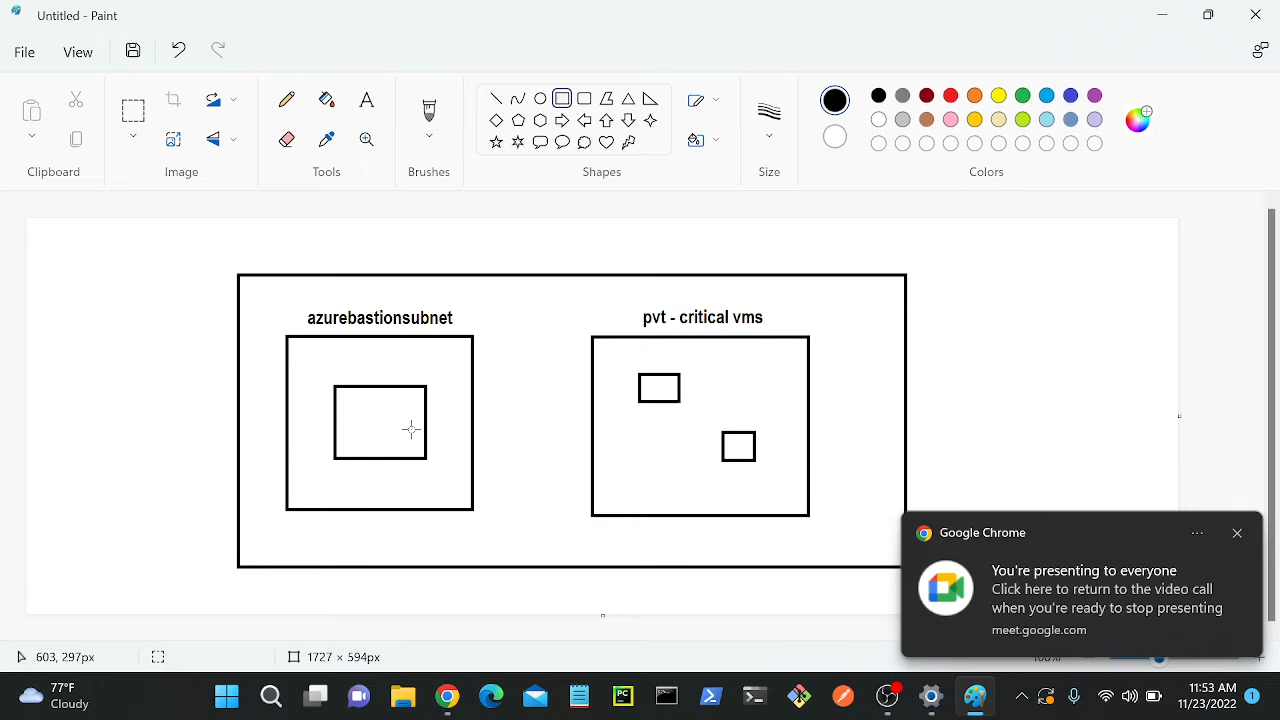 Untitled - Paint
File
View
Clipboard
Image
Tools
Brushes
Shapes
Size
Colors
azurebastionsubnet
pvt - critical vms
Google Chrome
You're presenting to everyone
Click here to return to the video call
when you're ready to stop presenting
meet.google.com
603, 297px
1727 × 594px
77°F
Cloudy
PC
11:53 AM
11/23/2022
1